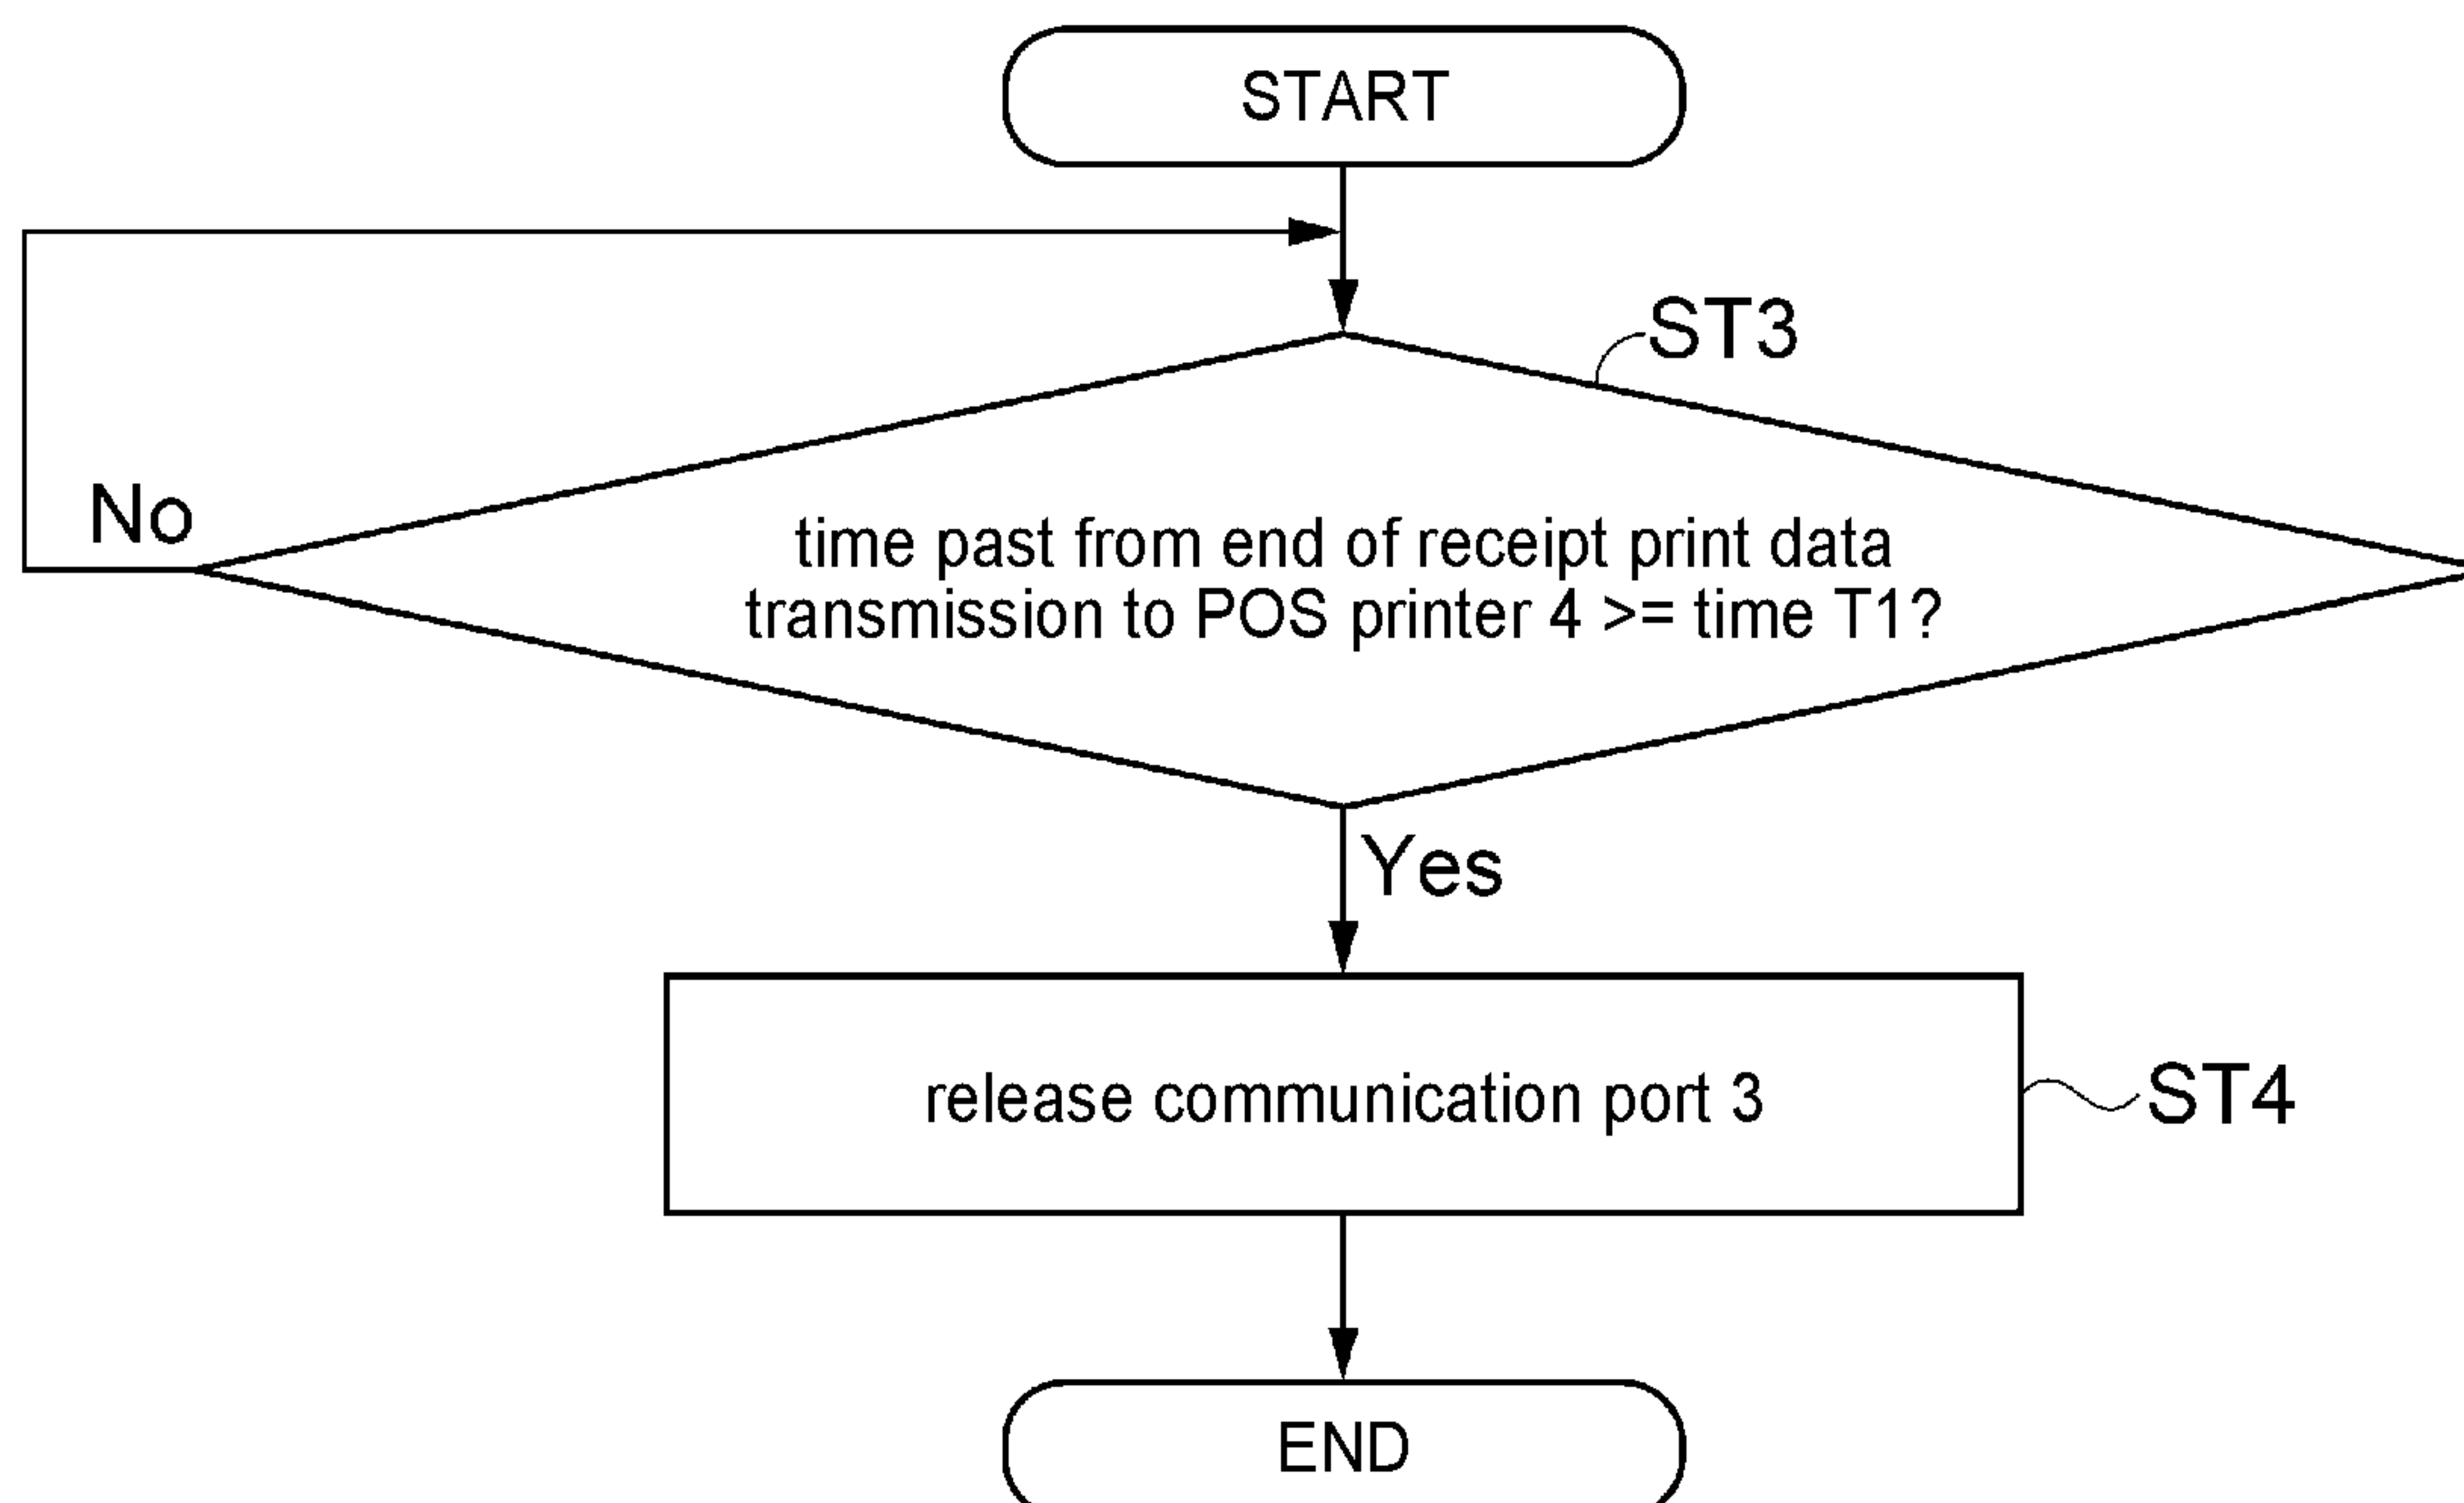 START
ST3
No
time past from end of receipt print data
transmission to POS printer 4 >= time T1?
Yes
release communication port 3
ST4
END